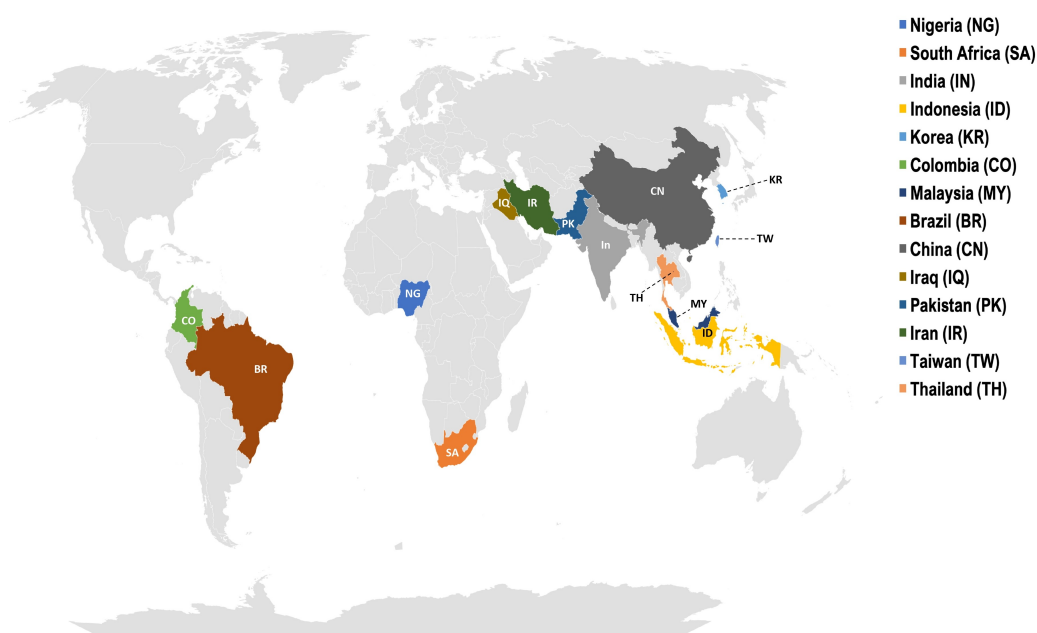 Nigeria (NG)
South Africa (SA)
India (IN)
Indonesia (ID)
Korea (KR)
Colombia (CO)
Malaysia (MY)
Brazil (BR)
China (CN)
Iraq (IQ)
Pakistan (PK)
Iran (IR)
Taiwan (TW)
Thailand (TH)
KR
CN
IQ
IR
PK
TW
In
TH
NG
MY
CO
ID
BR
SA